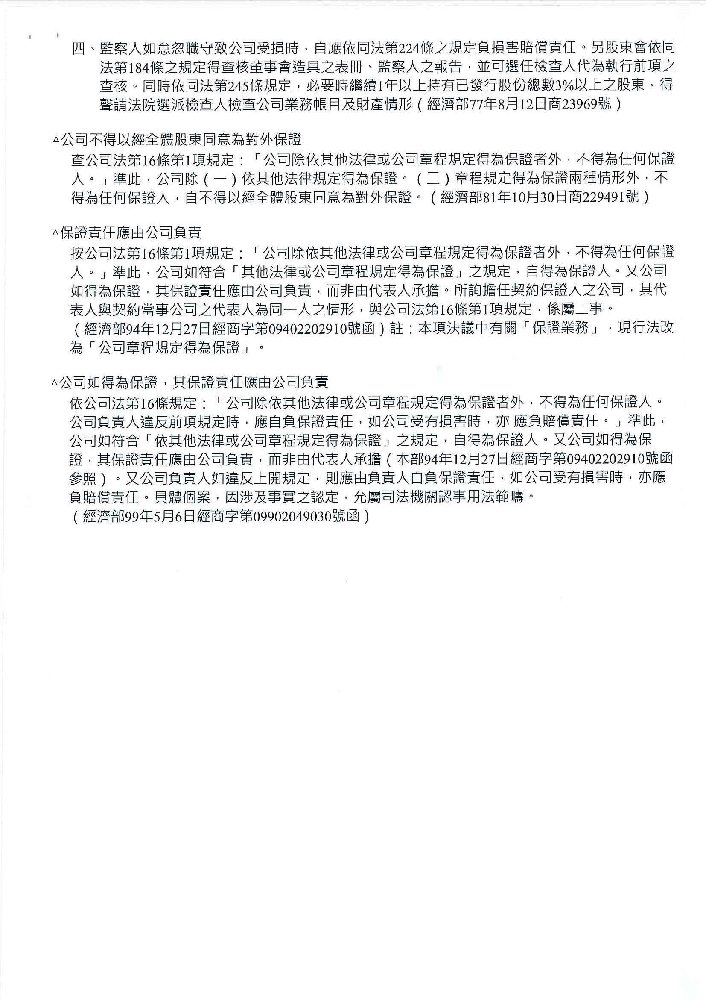 四、監察人如怠忽職守致公司受損時，自應依同法第224條之規定負損害賠償責任。另股東會依同
法第184條之規定得查核董事會造具之表冊、監察人之報告，並可選任檢查人代為執行前項之
查核。同時依同法第245條規定，必要時繼續1年以上持有已發行股份總數3%以上之股東，得
聲請法院選派檢查人檢查公司業務帳目及財產情形（經濟部77年8月12日商23969號）
△公司不得以經全體股東同意為對外保證
查公司法第16條第1項規定：「公司除依其他法律或公司章程規定得為保證者外，不得為任何保證
人。」準此，公司除（一）依其他法律規定得為保證。（二）章程規定得為保證兩種情形外，不
得為任何保證人，自不得以經全體股東同意為對外保證。（經濟部81年10月30日商229491號）
△保證責任應由公司負責
按公司法第16條第1項規定：「公司除依其他法律或公司章程規定得為保證者外，不得為任何保證
人。」準此，公司如符合「其他法律或公司章程規定得為保證」之規定，自得為保證人。又公司
如得為保證，其保證責任應由公司負責，而非由代表人承擔。所詢擔任契約保證人之公司，其代
表人與契約當事公司之代表人為同一人之情形，與公司法第16條第1項規定，係屬二事。
（經濟部94年12月27日經商字第09402202910號函）註：本項決議中有關「保證業務」，現行法改
為「公司章程規定得為保證」。
△公司如得為保證，其保證責任應由公司負責
依公司法第16條規定：「公司除依其他法律或公司章程規定得為保證者外，不得為任何保證人。
公司負責人違反前項規定時，應自負保證責任，如公司受有損害時，亦 應負賠償責任。」準此，
公司如符合「依其他法律或公司章程規定得為保證」之規定，自得為保證人。又公司如得為保
證，其保證責任應由公司負責，而非由代表人承擔（本部94年12月27日經商字第09402202910號函
參照）。又公司負責人如違反上開規定，則應由負責人自負保證責任，如公司受有損害時，亦應
負賠償責任。具體個案，因涉及事實之認定，允屬司法機關認事用法範疇。
（經濟部99年5月6日經商字第09902049030號函）